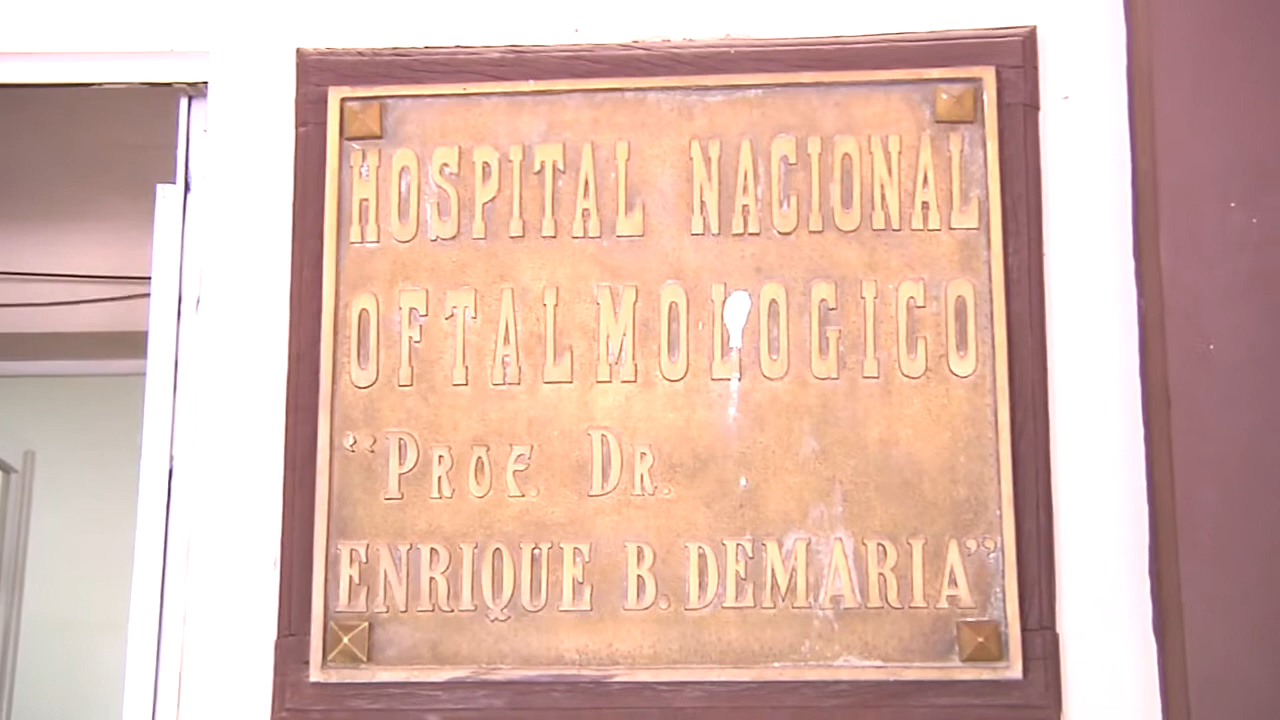 HOSPITAL NACIONAL
OFTALMOLOGICO
“PROF. DR.
ENRIQUE B. DEMARIA”